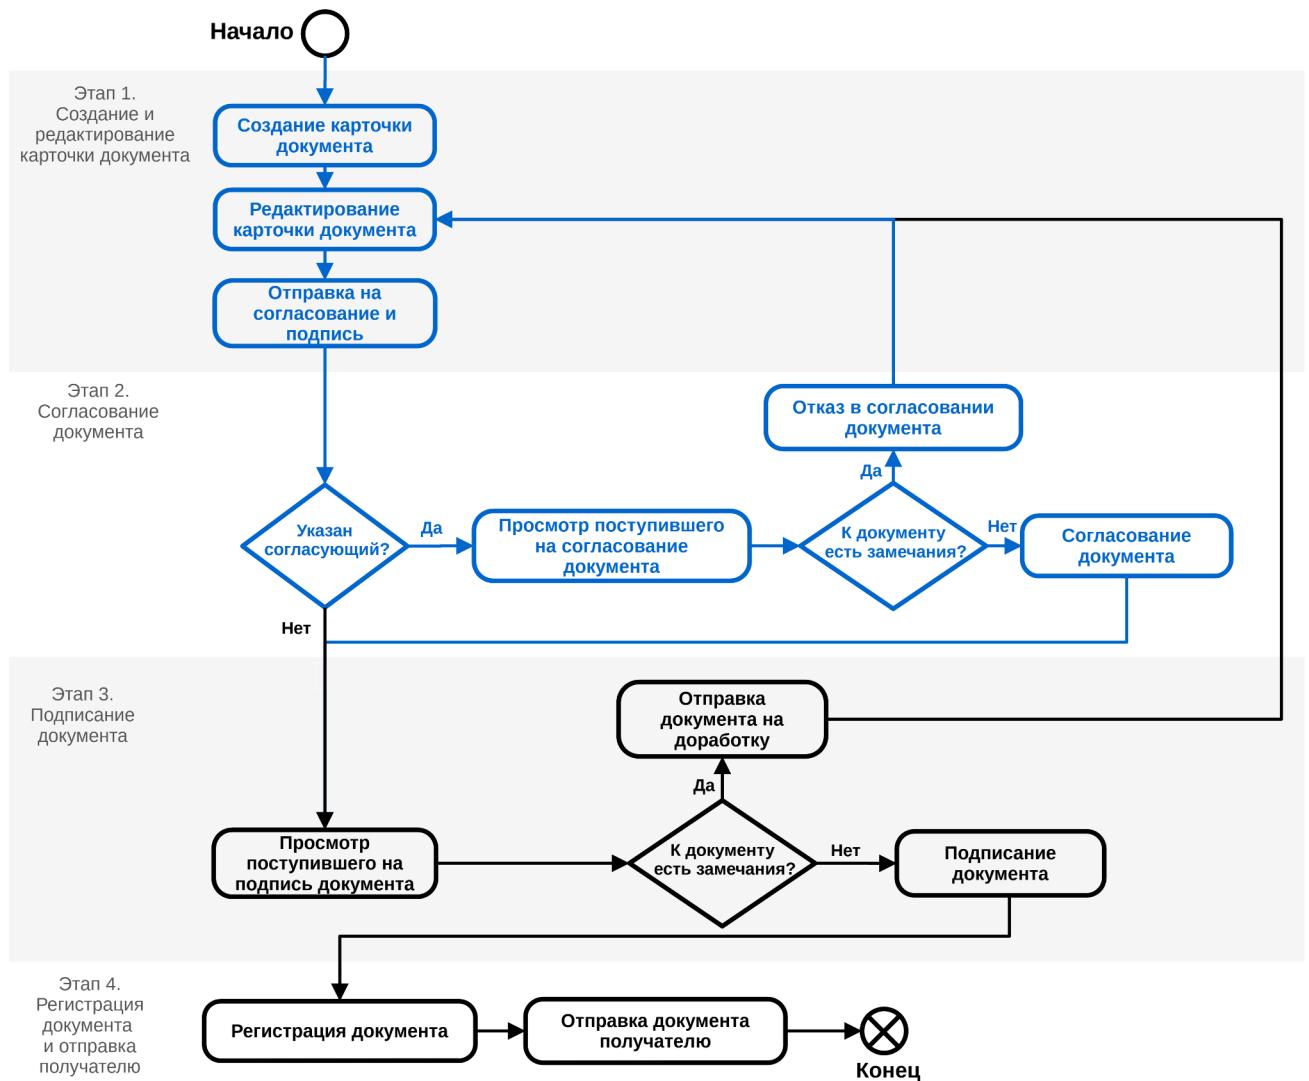 Начало
Этап 1.
Создание и
редактирование
карточки документа
Создание карточки
документа
Редактирование
карточки документа
Отправка на
согласование и
подпись
Этап 2.
Согласование
документа
Отказ в согласовании
документа
Да
Указан
согласующий?
Да
Просмотр поступившего
на согласование
документа
К документу
есть замечания?
Нет
Согласование
документа
Нет
Этап 3.
Подписание
документа
Отправка
документа на
доработку
Да
Просмотр
поступившего на
подпись документа
К документу
есть замечания?
Нет
Подписание
документа
Этап 4.
Регистрация
документа
и отправка
получателю
Регистрация документа
Отправка документа
получателю
Конец